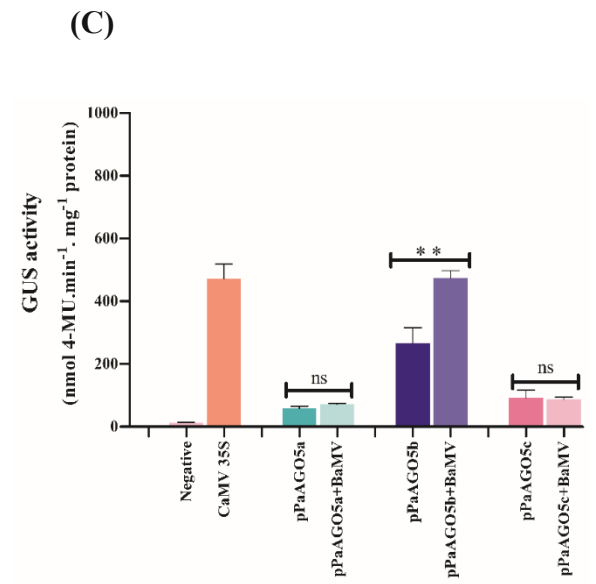 (C)
GUS activity
(nmol 4-MU.min⁻¹. mg⁻¹ protein)
1000
800
600
400
200
0
ns
**
ns
Negative
CaMV 35S
pPaAGO5a
pPaAGO5a+BaMV
pPaAGO5b
pPaAGO5b+BaMV
pPaAGO5c
pPaAGO5c+BaMV